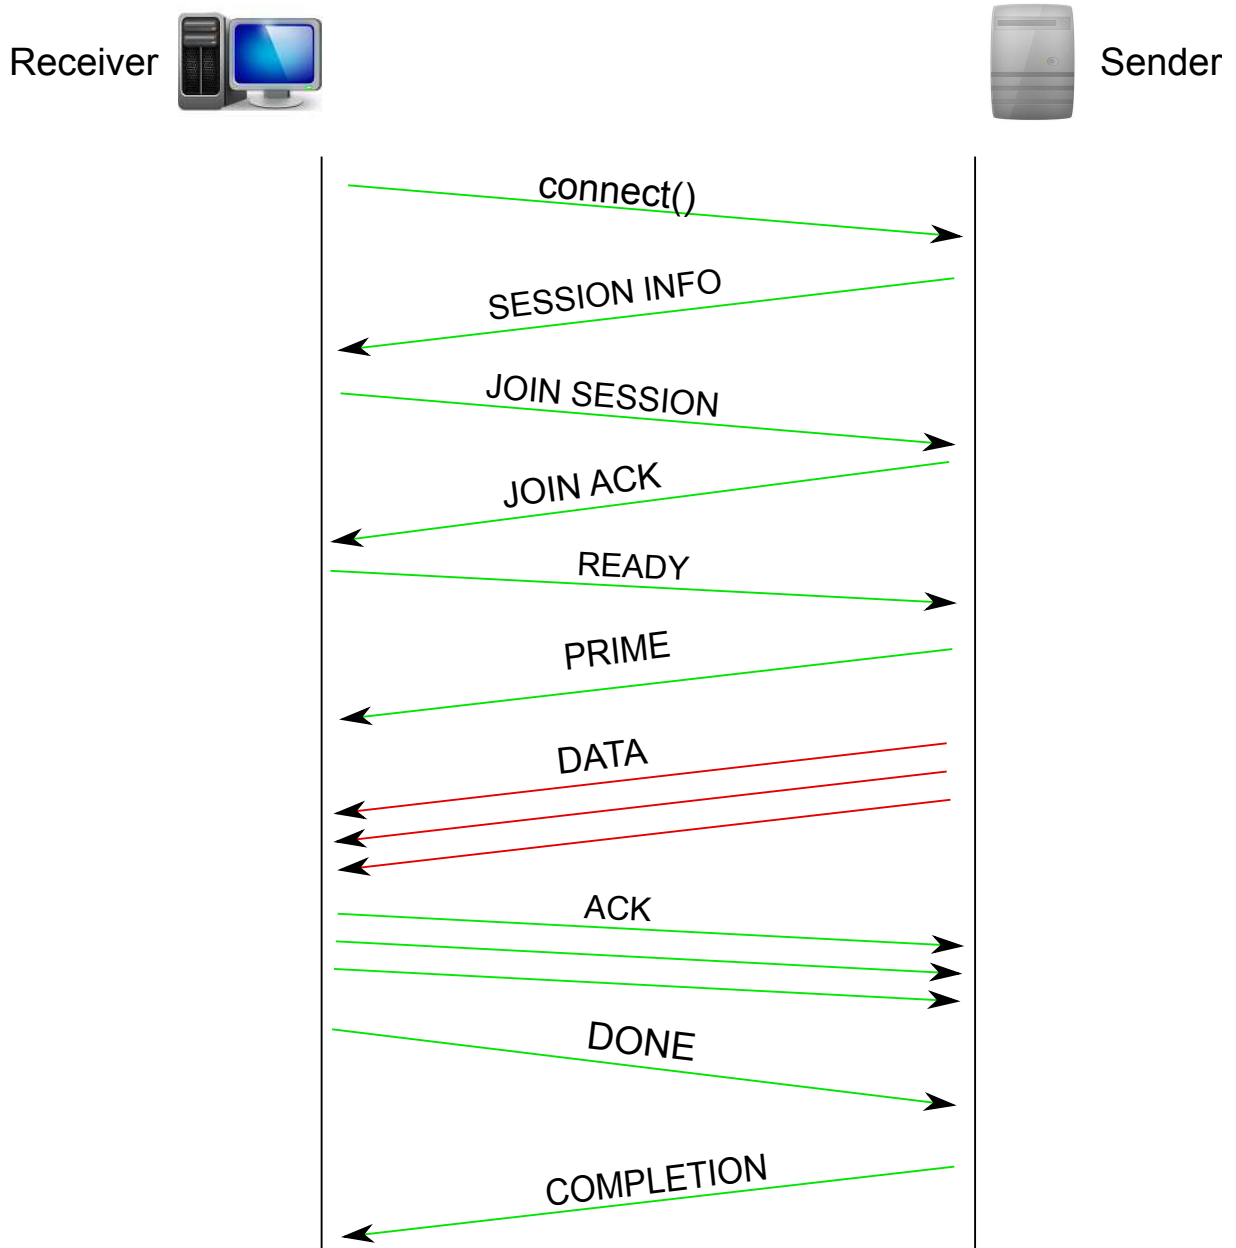 Receiver
Sender
connect()
SESSION INFO
JOIN SESSION
JOIN ACK
READY
PRIME
DATA
ACK
DONE
COMPLETION